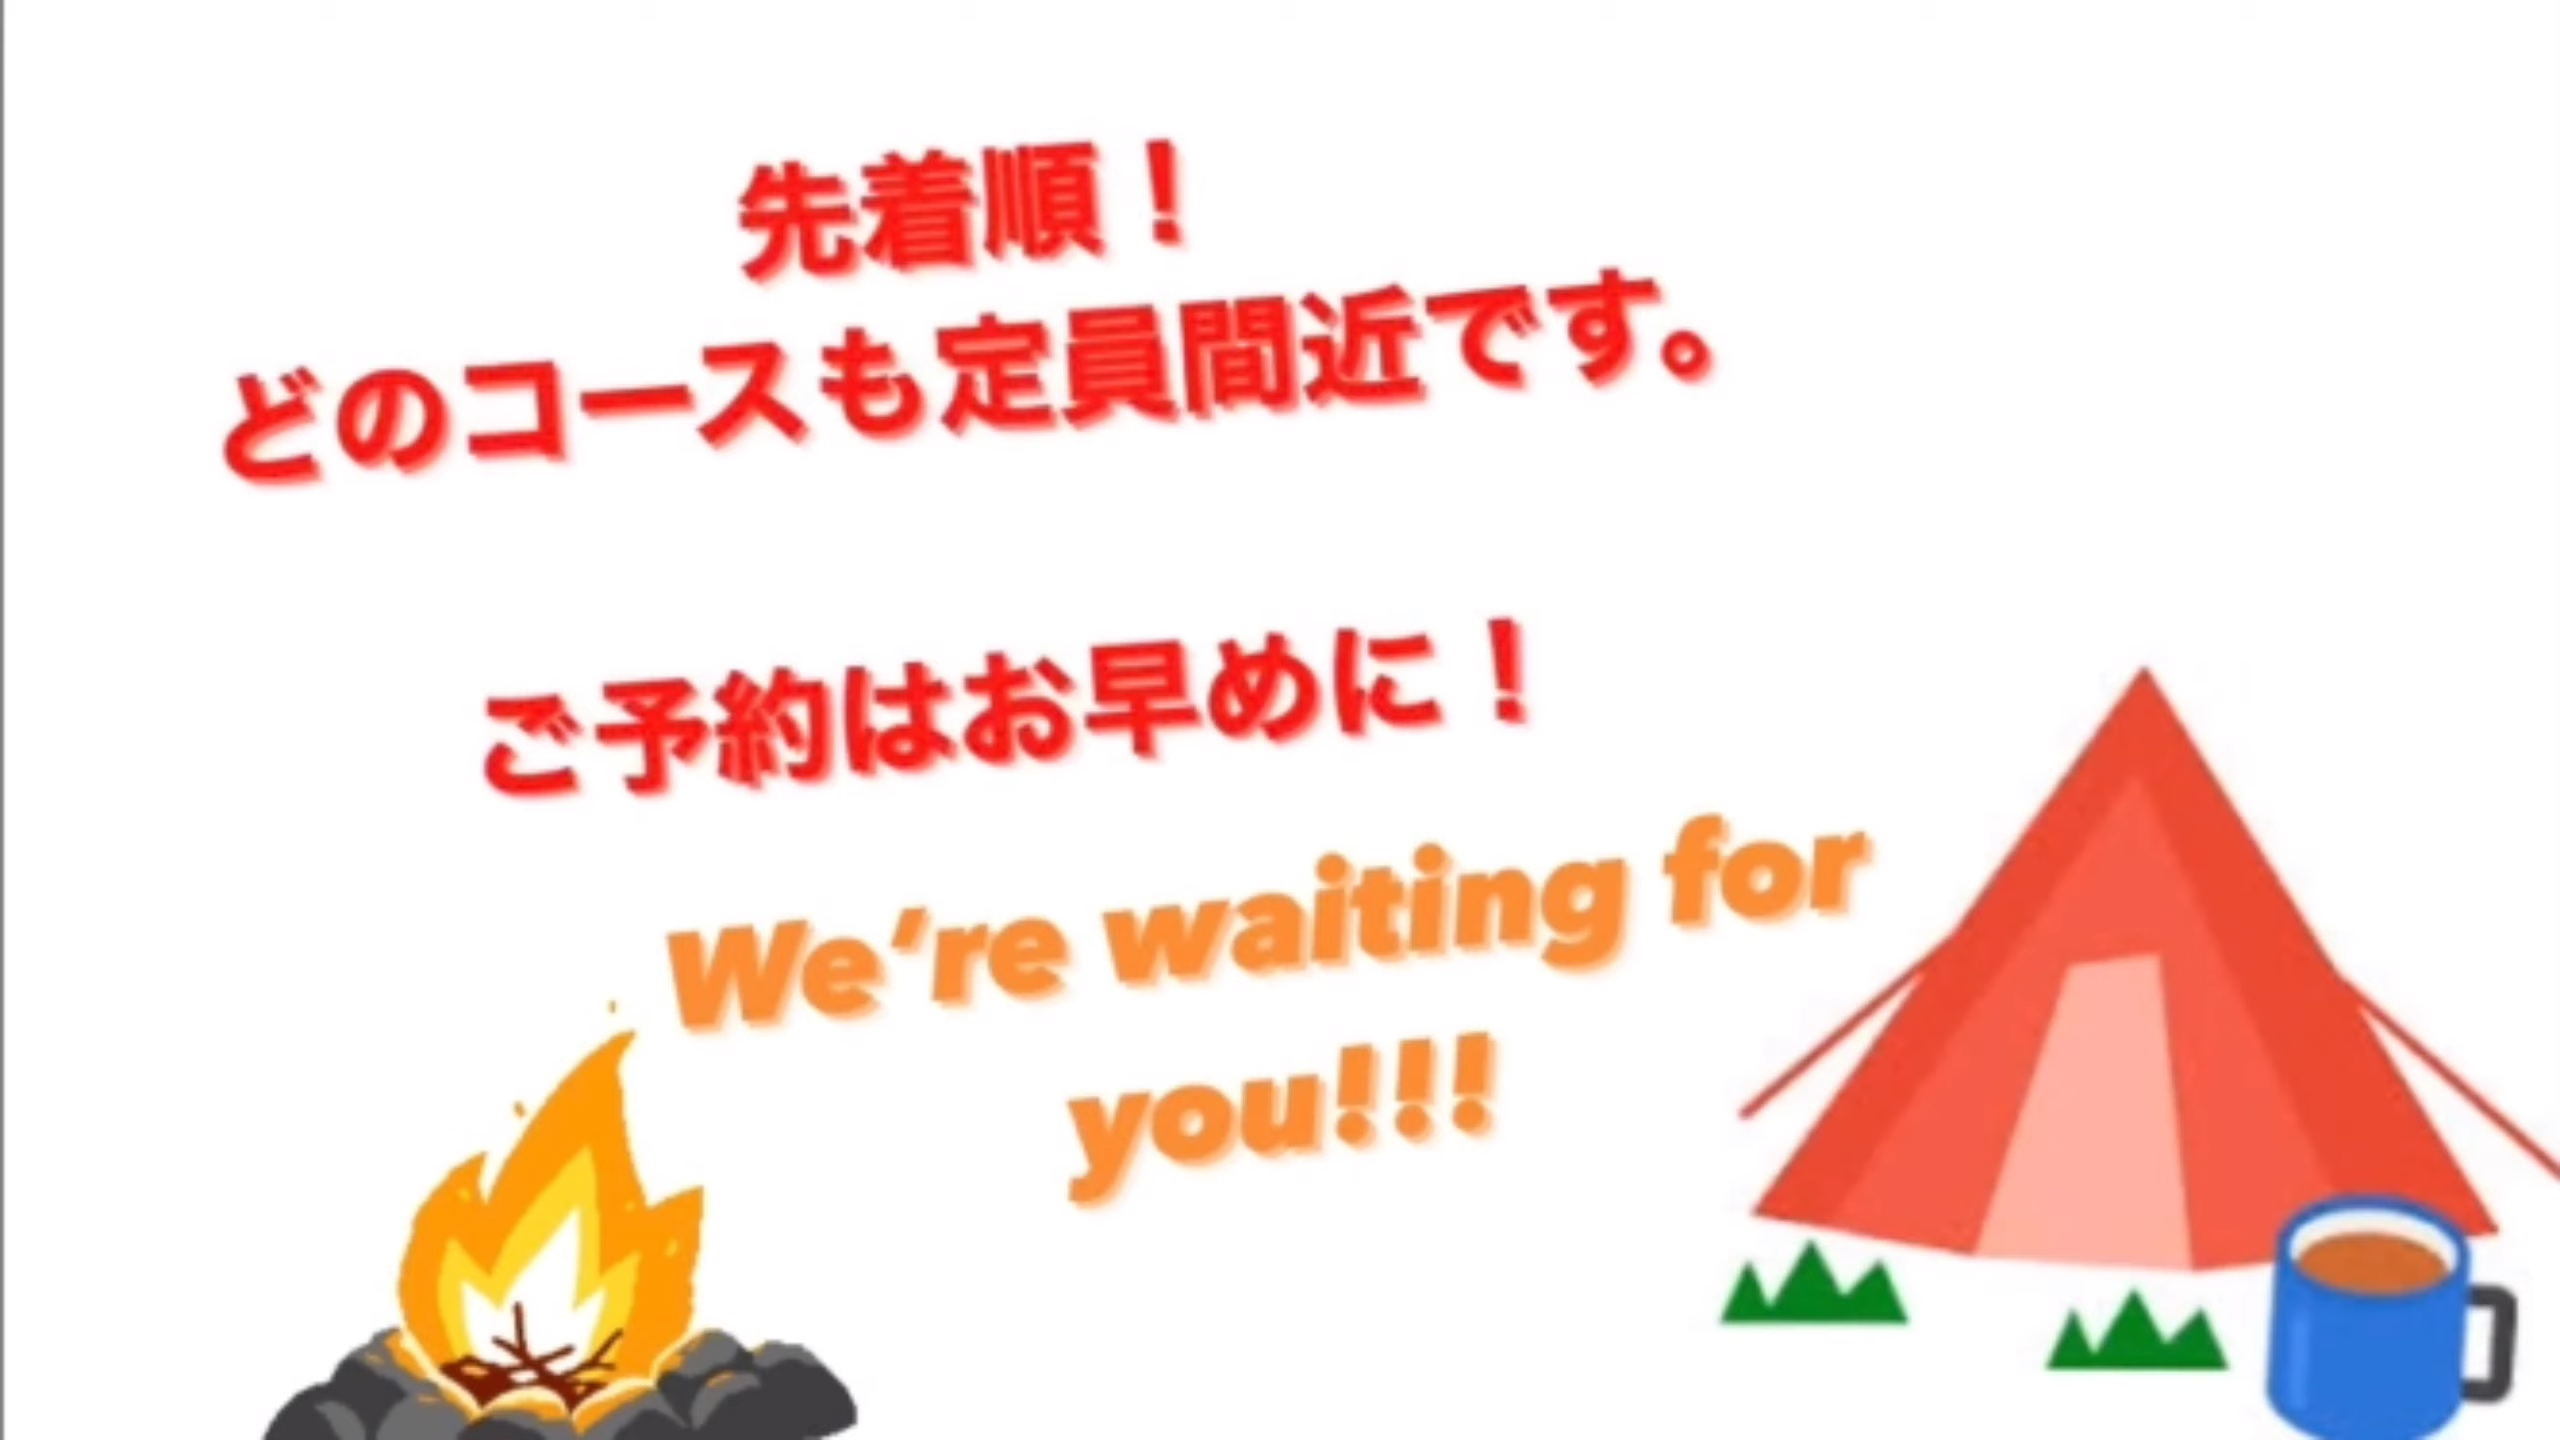 先着順！
どのコースも定員間近です。
ご予約はお早めに！
We're waiting for
you!!!